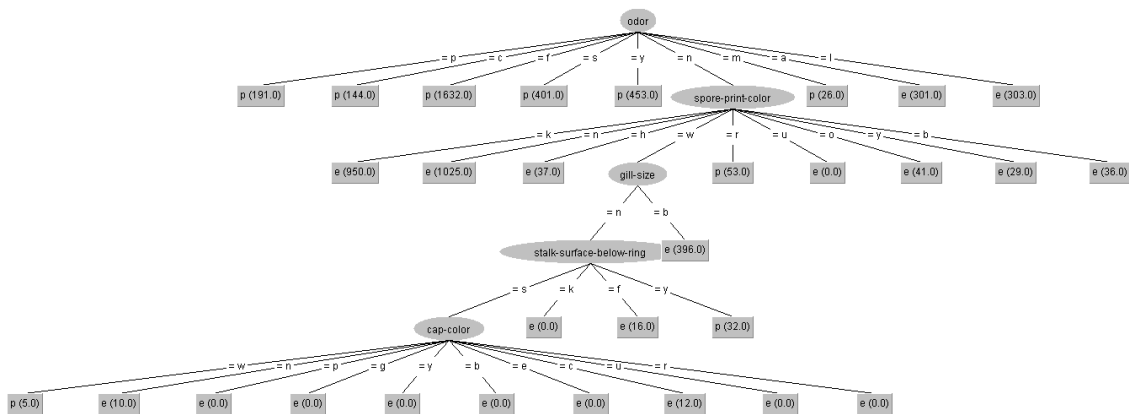 odor
= p = c = f = s = y = n = m = a = l
p (191.0) p (144.0) p (1632.0) p (401.0) p (453.0) spore-print-color p (26.0) e (301.0) e (303.0)
= k = n = h = w = r = u = o = y = b
e (950.0) e (1025.0) e (37.0) gill-size p (53.0) e (0.0) e (41.0) e (29.0) e (36.0)
= n = b
stalk-surface-below-ring e (396.0)
= s = k = f = y
cap-color e (0.0) e (16.0) p (32.0)
= w = n = p = g = y = b = e = c = u = r
p (5.0) e (10.0) e (0.0) e (0.0) e (0.0) e (0.0) e (0.0) e (12.0) e (0.0) e (0.0)